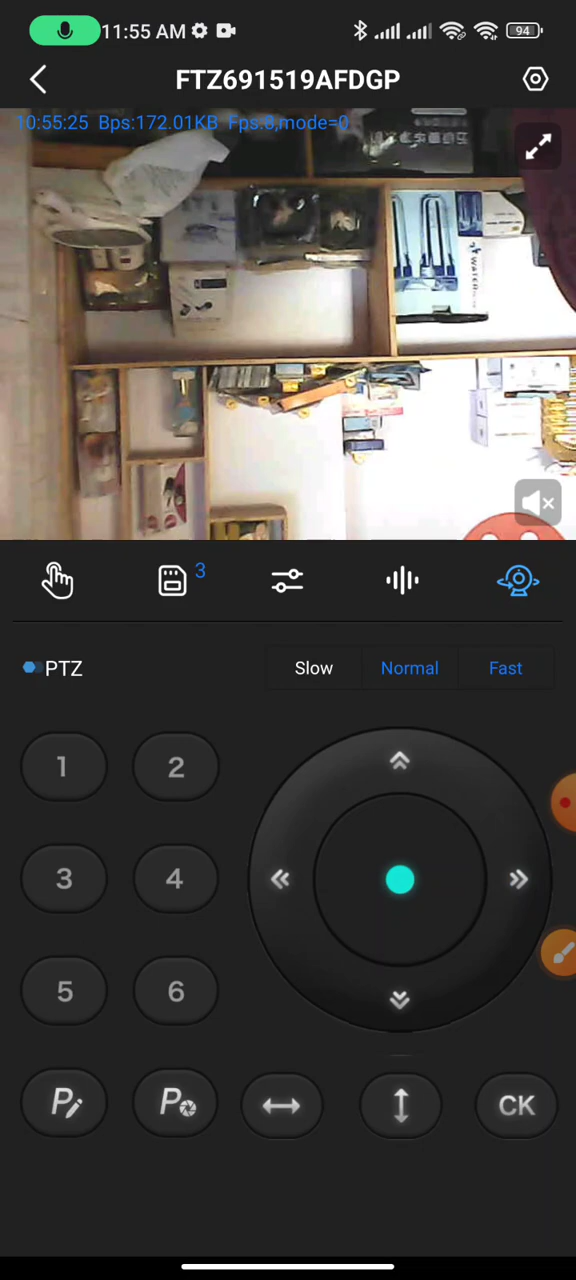 11:55 AM
94
FTZ691519AFDGP
10:55:25 Bps:172.01KB Fps:8,mode=0
WATER
3
PTZ
Slow Normal Fast
1 2
3 4
5 6
P P CK